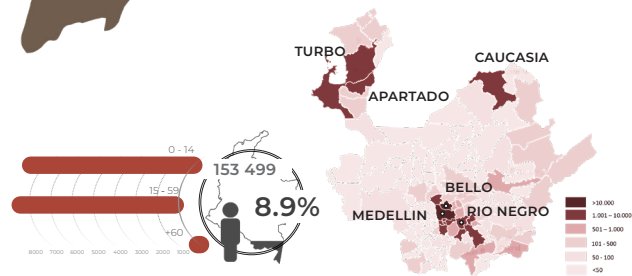 TURBO
CAUCASIA
APARTADO
0 - 14
153 499
15 - 59
8.9%
+60
BELLO
MEDELLIN
RIO NEGRO
8000 7000 6000 5000 4000 3000 2000 1000
>10.000
1.001 – 10.000
501 – 1.000
101 - 500
50 - 100
<50